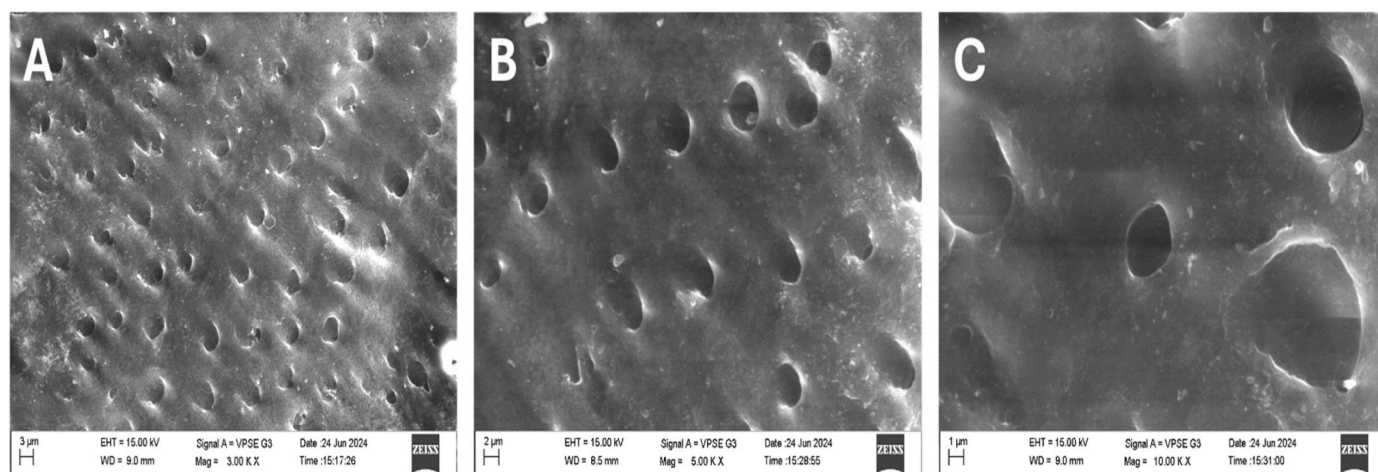 A
3 µm
EHT = 15.00 kV Signal A = VPSE G3 Date :24 Jun 2024
WD = 9.0 mm Mag = 3.00 K X Time :15:17:26
ZEISS
B
2 µm
EHT = 15.00 kV Signal A = VPSE G3 Date :24 Jun 2024
WD = 8.5 mm Mag = 5.00 K X Time :15:28:55
ZEISS
C
1 µm
EHT = 15.00 kV Signal A = VPSE G3 Date :24 Jun 2024
WD = 9.0 mm Mag = 10.00 K X Time :15:31:00
ZEISS